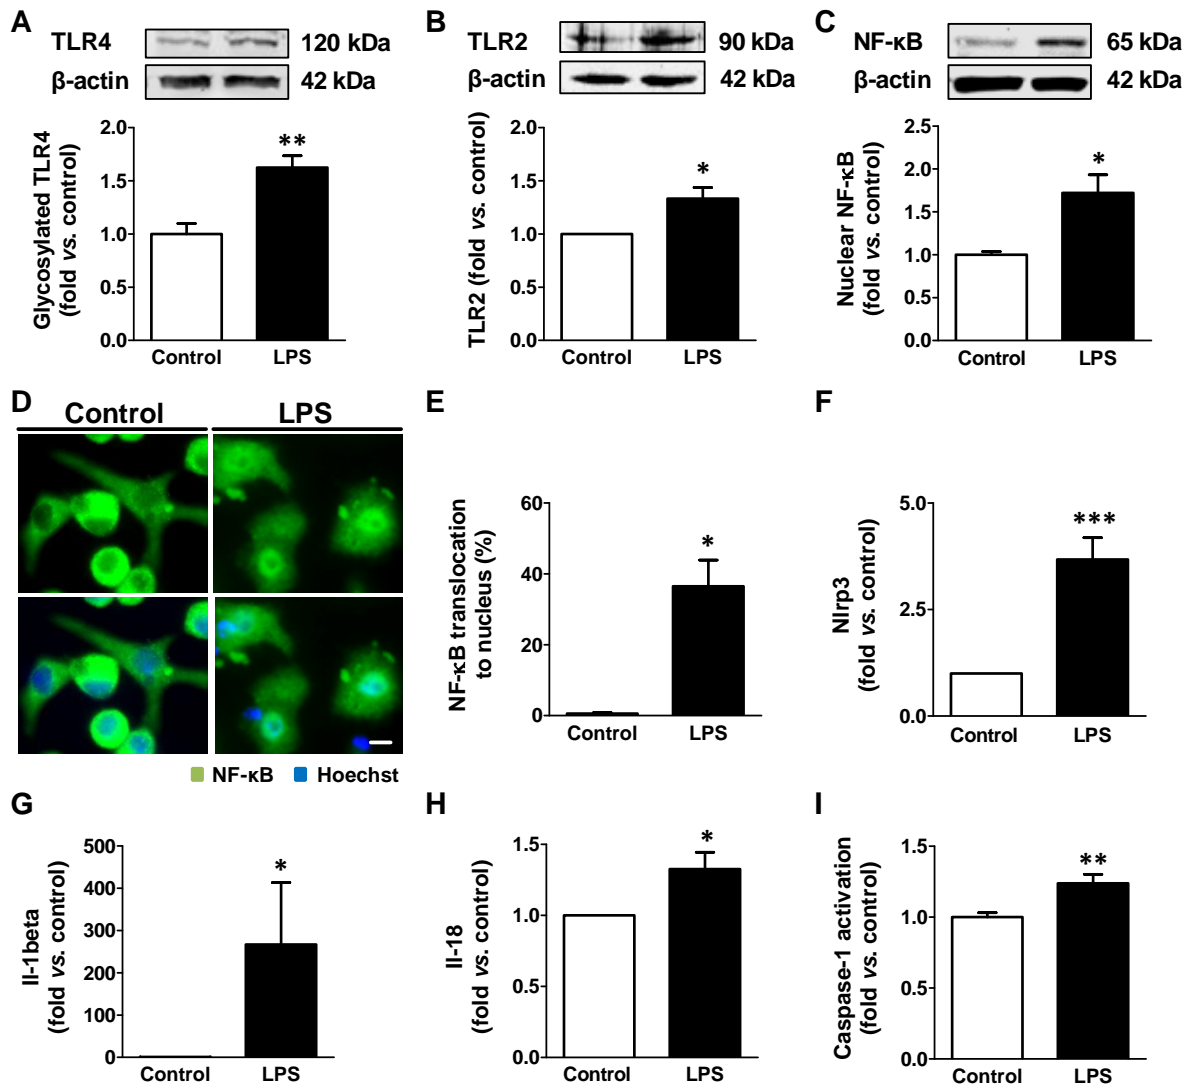 A
TLR4
120 kDa
β-actin
42 kDa
Glycosylated TLR4
(fold vs. control)
2.0
1.5
1.0
0.5
0.0
**
Control
LPS
B
TLR2
90 kDa
β-actin
42 kDa
TLR2 (fold vs. control)
2.0
1.5
1.0
0.5
0.0
*
Control
LPS
C
NF-κB
65 kDa
β-actin
42 kDa
Nuclear NF-κB
(fold vs. control)
2.5
2.0
1.5
1.0
0.5
0.0
*
Control
LPS
D
Control
LPS
NF-κB
Hoechst
E
NF-κB translocation
to nucleus (%)
60
40
20
0
*
Control
LPS
F
Nlrp3
(fold vs. control)
5.0
2.5
0.0
***
Control
LPS
G
Il-1beta
(fold vs. control)
500
400
300
200
100
0
*
Control
LPS
H
Il-18
(fold vs. control)
1.5
1.0
0.5
0.0
*
Control
LPS
I
Caspase-1 activation
(fold vs. control)
1.5
1.0
0.5
0.0
**
Control
LPS